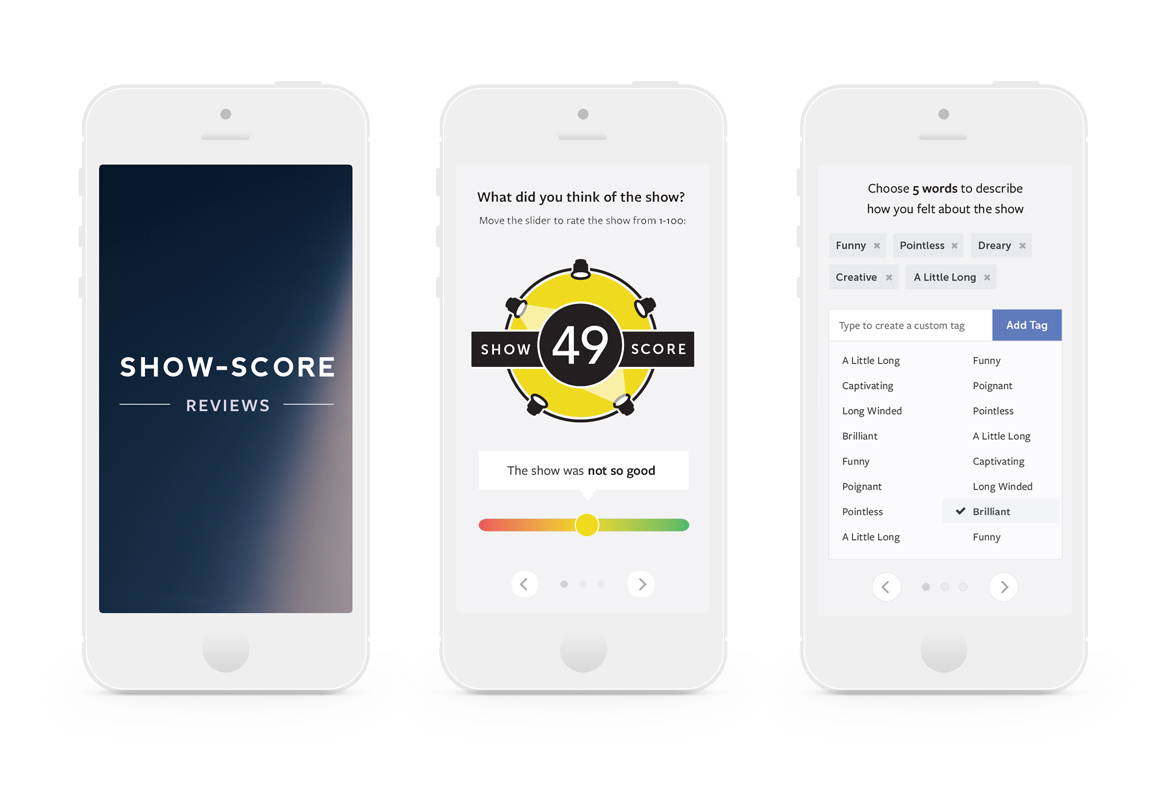 SHOW-SCORE
REVIEWS
What did you think of the show?
Move the slider to rate the show from 1-100:
SHOW 49 SCORE
The show was not so good
Choose 5 words to describe
how you felt about the show
Funny Pointless Dreary
Creative A Little Long
Type to create a custom tag Add Tag
A Little Long Funny
Captivating Poignant
Long Winded Pointless
Brilliant A Little Long
Funny Captivating
Poignant Long Winded
Pointless Brilliant
A Little Long Funny